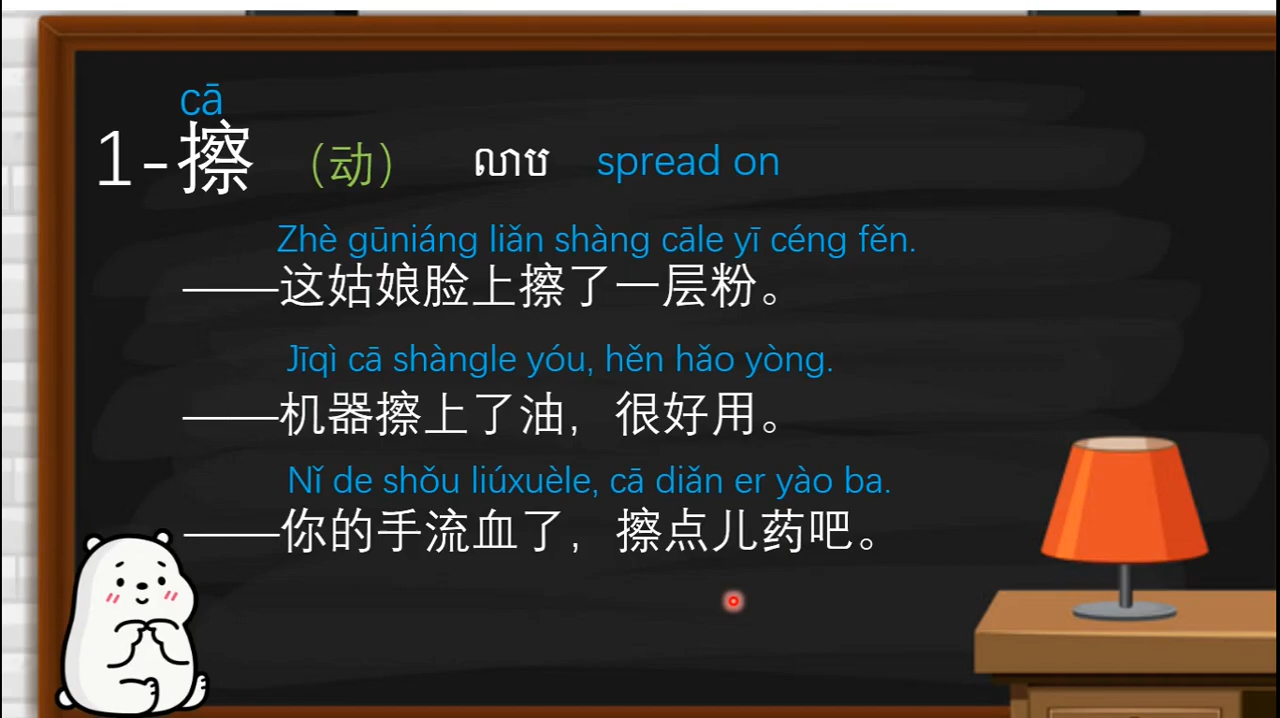 cā
1-擦 （动） លាប spread on
Zhè gūniáng liǎn shàng cāle yī céng fěn.
——这姑娘脸上擦了一层粉。
Jīqì cā shàngle yóu, hěn hǎo yòng.
——机器擦上了油，很好用。
Nǐ de shǒu liúxuèle, cā diǎn er yào ba.
——你的手流血了，擦点儿药吧。